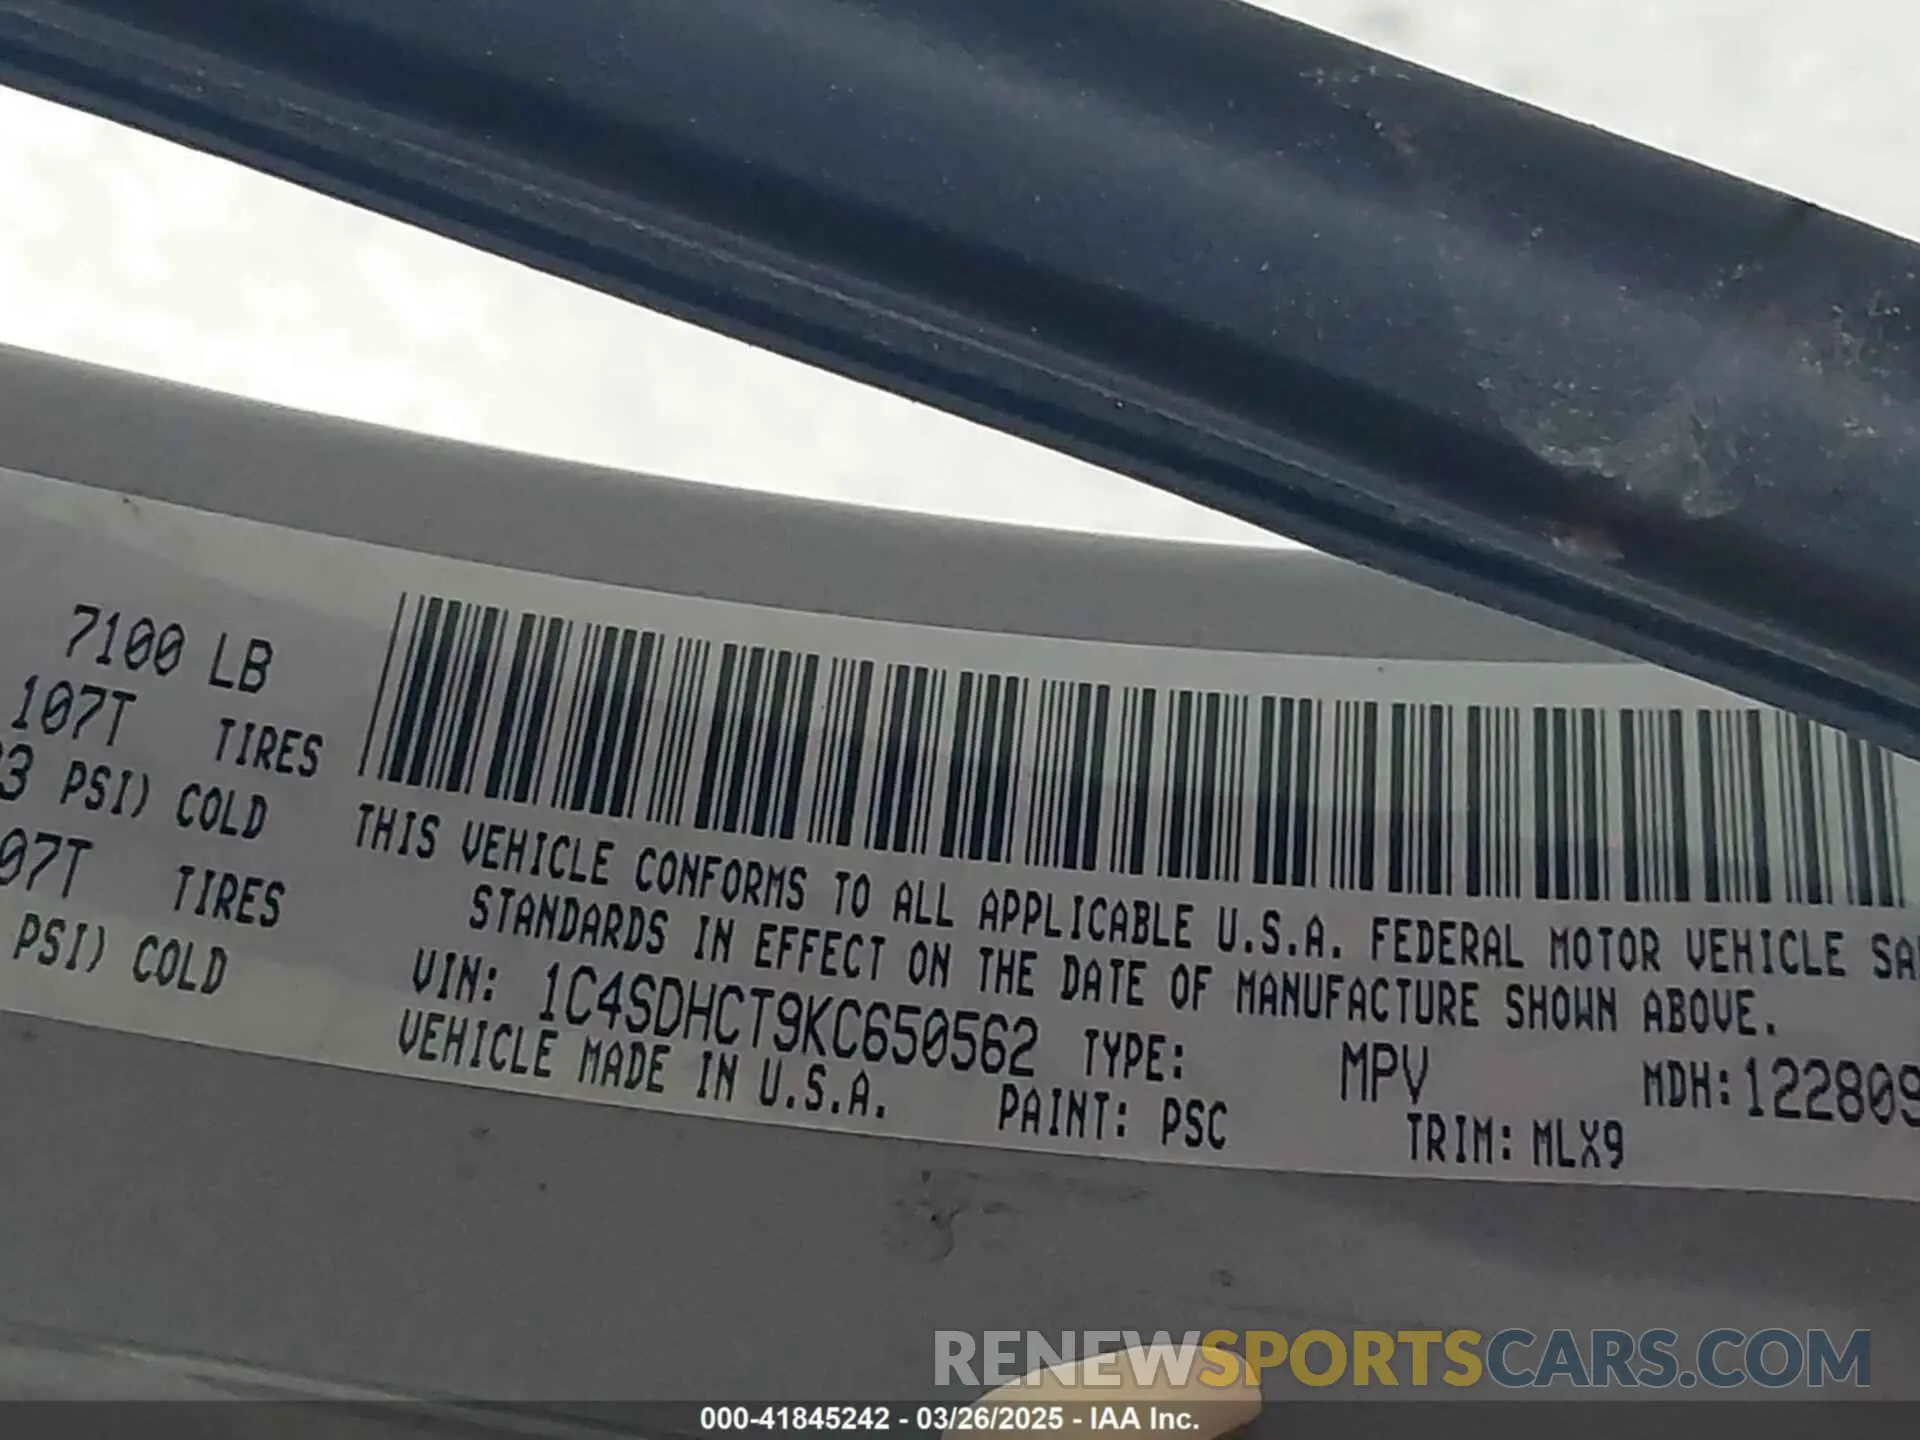 7100 LB
107T TIRES
3 PSI) COLD
07T TIRES
PSI) COLD
THIS VEHICLE CONFORMS TO ALL APPLICABLE U.S.A. FEDERAL MOTOR VEHICLE SA
STANDARDS IN EFFECT ON THE DATE OF MANUFACTURE SHOWN ABOVE.
VIN: 1C4SDHCT9KC650562 TYPE: MPV MDH:122809
VEHICLE MADE IN U.S.A. PAINT: PSC TRIM: MLX9
RENEWSPORTSCARS.COM
000-41845242 - 03/26/2025 - IAA Inc.